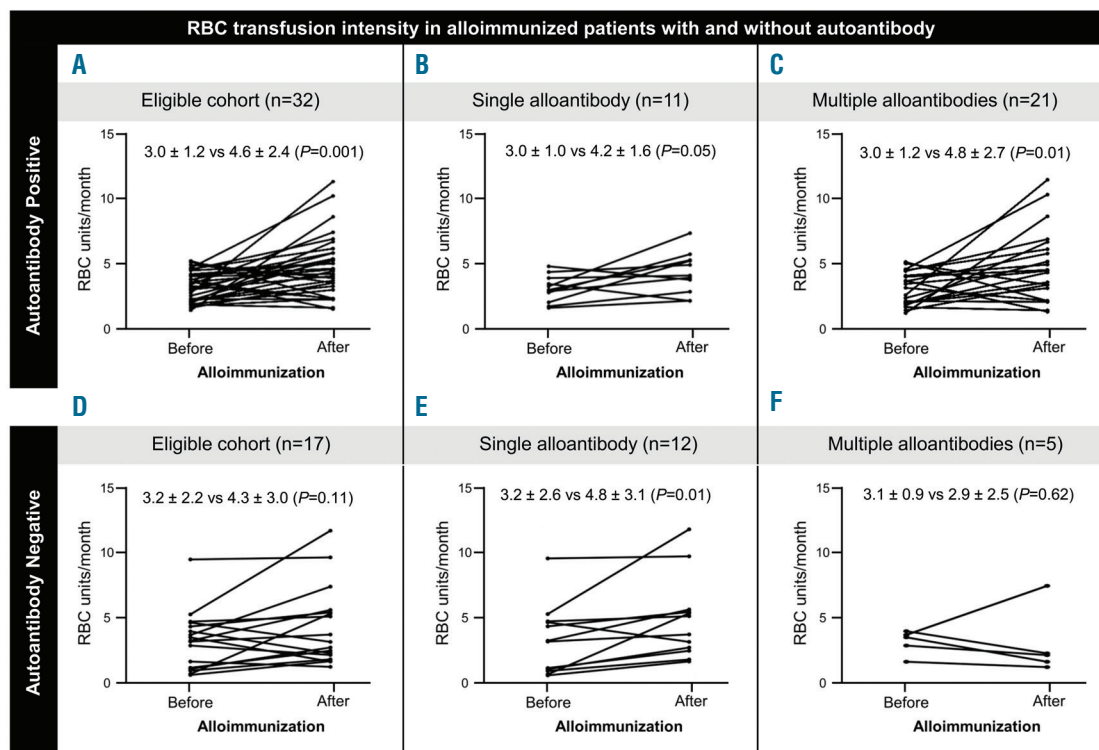 RBC transfusion intensity in alloimmunized patients with and without autoantibody
Autoantibody Positive
A
Eligible cohort (n=32)
3.0 ± 1.2 vs 4.6 ± 2.4 (P=0.001)
RBC units/month
15
10
5
0
Before
After
Alloimmunization
B
Single alloantibody (n=11)
3.0 ± 1.0 vs 4.2 ± 1.6 (P=0.05)
RBC units/month
15
10
5
0
Before
After
Alloimmunization
C
Multiple alloantibodies (n=21)
3.0 ± 1.2 vs 4.8 ± 2.7 (P=0.01)
RBC units/month
15
10
5
0
Before
After
Alloimmunization
Autoantibody Negative
D
Eligible cohort (n=17)
3.2 ± 2.2 vs 4.3 ± 3.0 (P=0.11)
RBC units/month
15
10
5
0
Before
After
Alloimmunization
E
Single alloantibody (n=12)
3.2 ± 2.6 vs 4.8 ± 3.1 (P=0.01)
RBC units/month
15
10
5
0
Before
After
Alloimmunization
F
Multiple alloantibodies (n=5)
3.1 ± 0.9 vs 2.9 ± 2.5 (P=0.62)
RBC units/month
15
10
5
0
Before
After
Alloimmunization